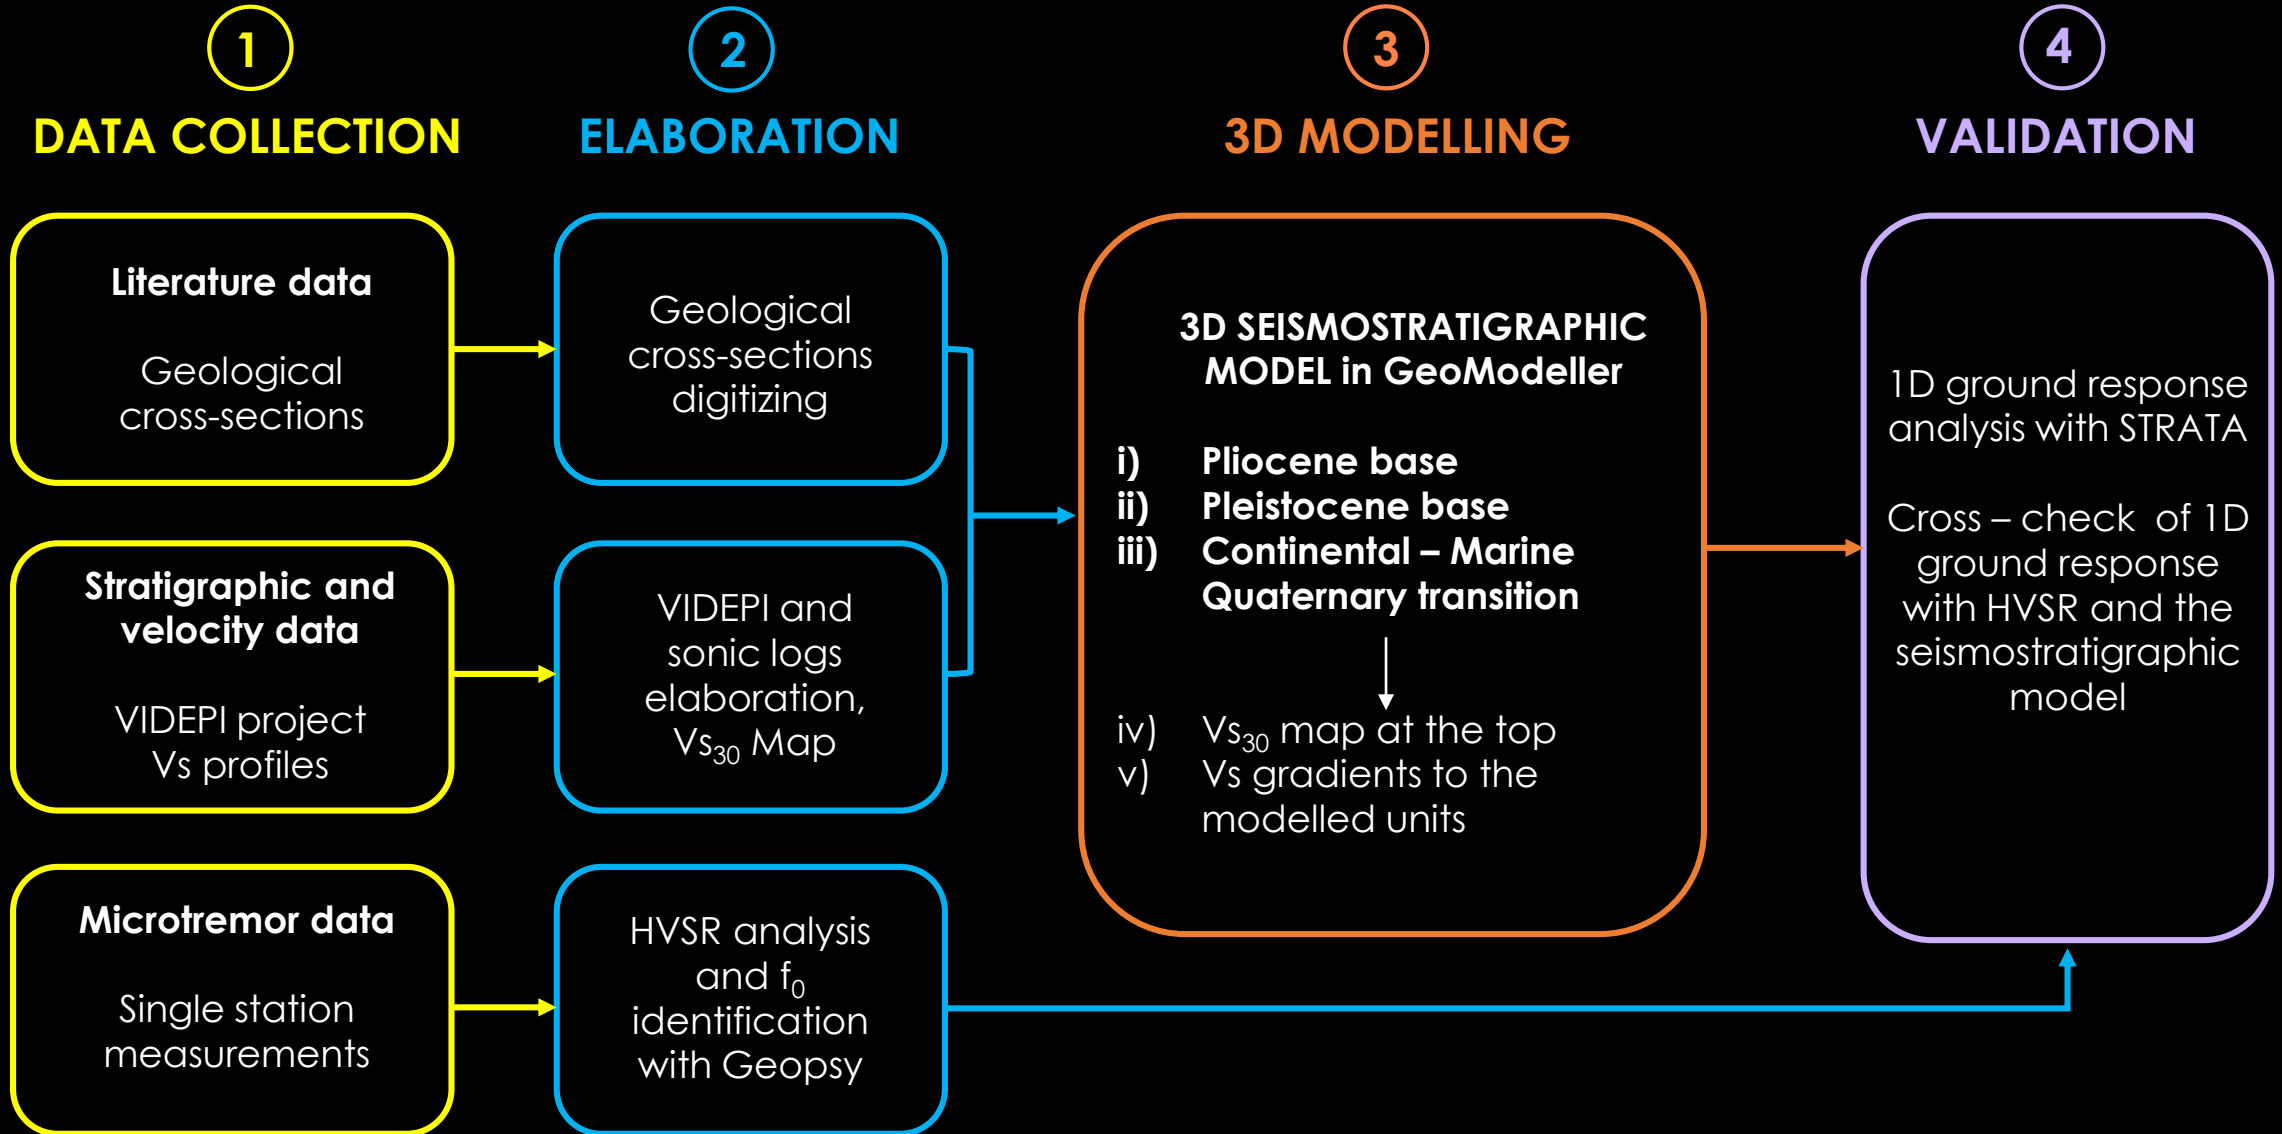 1
DATA COLLECTION
Literature data
Geological
cross-sections
Stratigraphic and
velocity data
VIDEPI project
Vs profiles
Microtremor data
Single station
measurements
2
ELABORATION
Geological
cross-sections
digitizing
VIDEPI and
sonic logs
elaboration,
Vs30 Map
HVSR analysis
and f0
identification
with Geopsy
3
3D MODELLING
3D SEISMOSTRATIGRAPHIC
MODEL in GeoModeller
i) Pliocene base
ii) Pleistocene base
iii) Continental – Marine
Quaternary transition
iv) Vs30 map at the top
v) Vs gradients to the
modelled units
4
VALIDATION
1D ground response
analysis with STRATA
Cross – check of 1D
ground response
with HVSR and the
seismostratigraphic
model